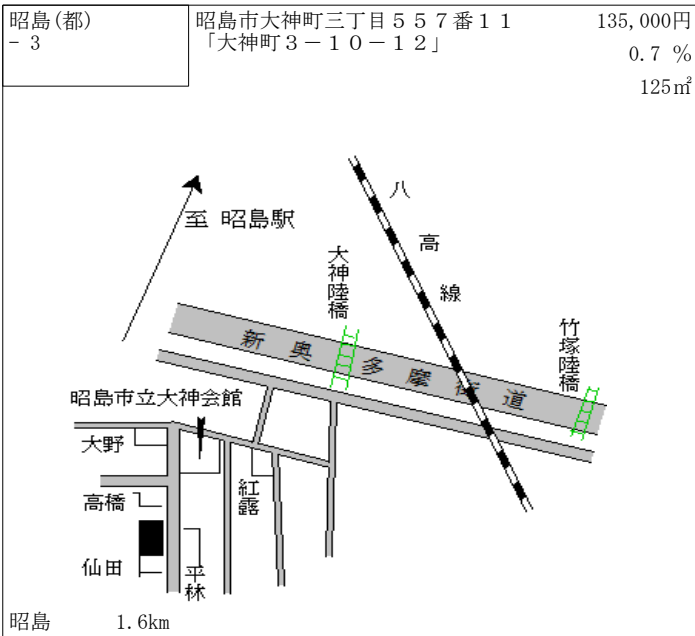 昭島(都)
- 3
昭島市大神町三丁目５５７番１１
「大神町３－１０－１２」
135,000円
0.7 %
125㎡
八高線
至 昭島駅
大神陸橋
竹塚陸橋
新奥多摩街道
昭島市立大神会館
大野
紅露
高橋
仙田
平林
昭島 1.6km